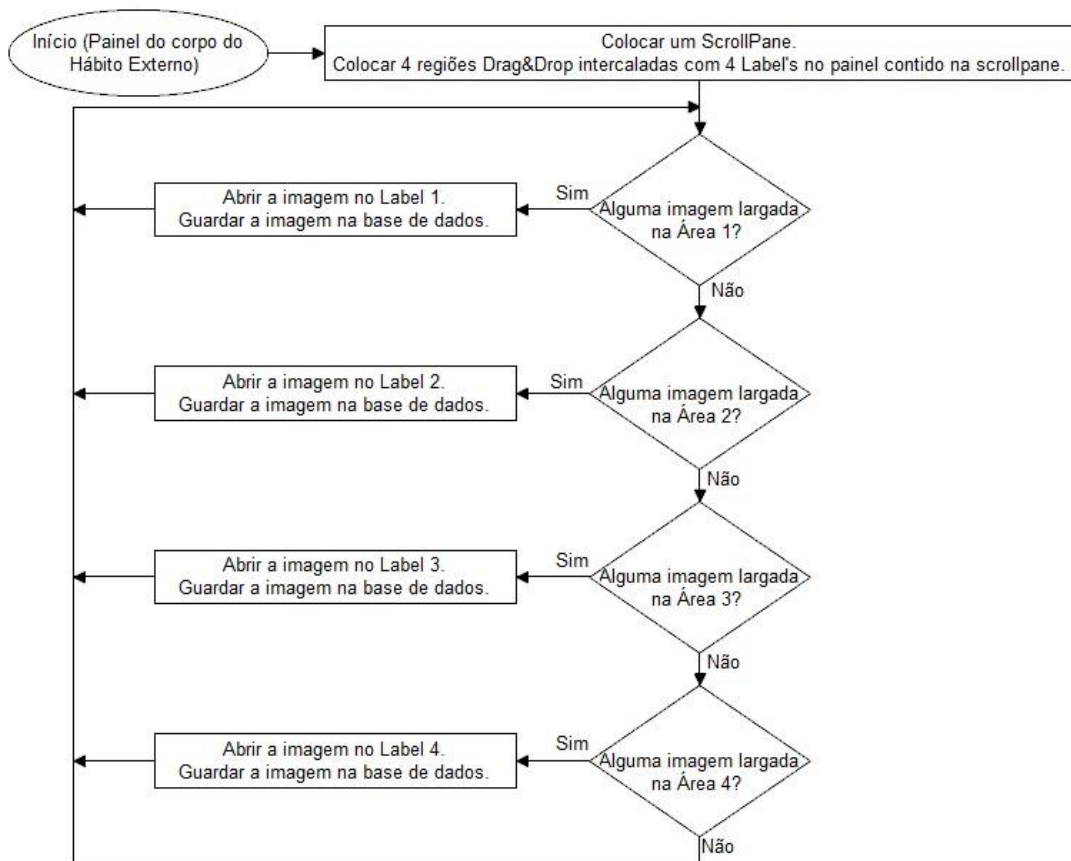 Início (Painel do corpo do
Hábito Externo)
Colocar um ScrollPane.
Colocar 4 regiões Drag&Drop intercaladas com 4 Label's no painel contido na scrollpane.
Abrir a imagem no Label 1.
Guardar a imagem na base de dados.
Sim
Alguma imagem largada
na Área 1?
Não
Abrir a imagem no Label 2.
Guardar a imagem na base de dados.
Sim
Alguma imagem largada
na Área 2?
Não
Abrir a imagem no Label 3.
Guardar a imagem na base de dados.
Sim
Alguma imagem largada
na Área 3?
Não
Abrir a imagem no Label 4.
Guardar a imagem na base de dados.
Sim
Alguma imagem largada
na Área 4?
Não